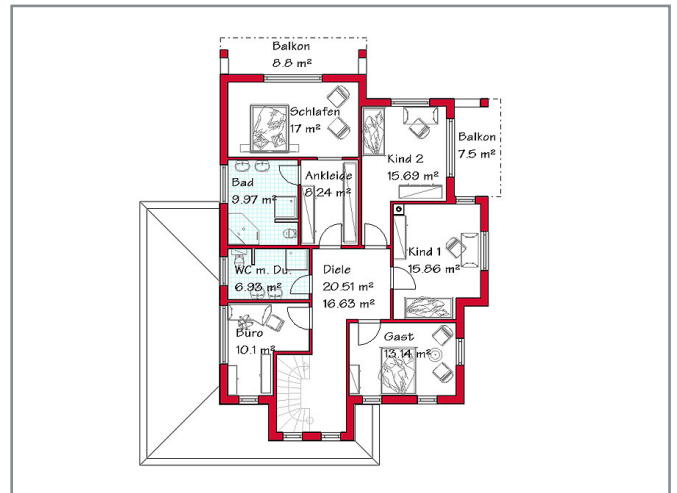 Balkon
8.8 m²
Schlafen
17 m²
Balkon
7.5 m²
Kind 2
15.69 m²
Ankleide
8.24 m²
Bad
9.97 m²
Kind 1
15.86 m²
WC m. Du.
6.93 m²
Diele
20.51 m²
16.63 m²
Büro
10.1 m²
Gast
13.14 m²